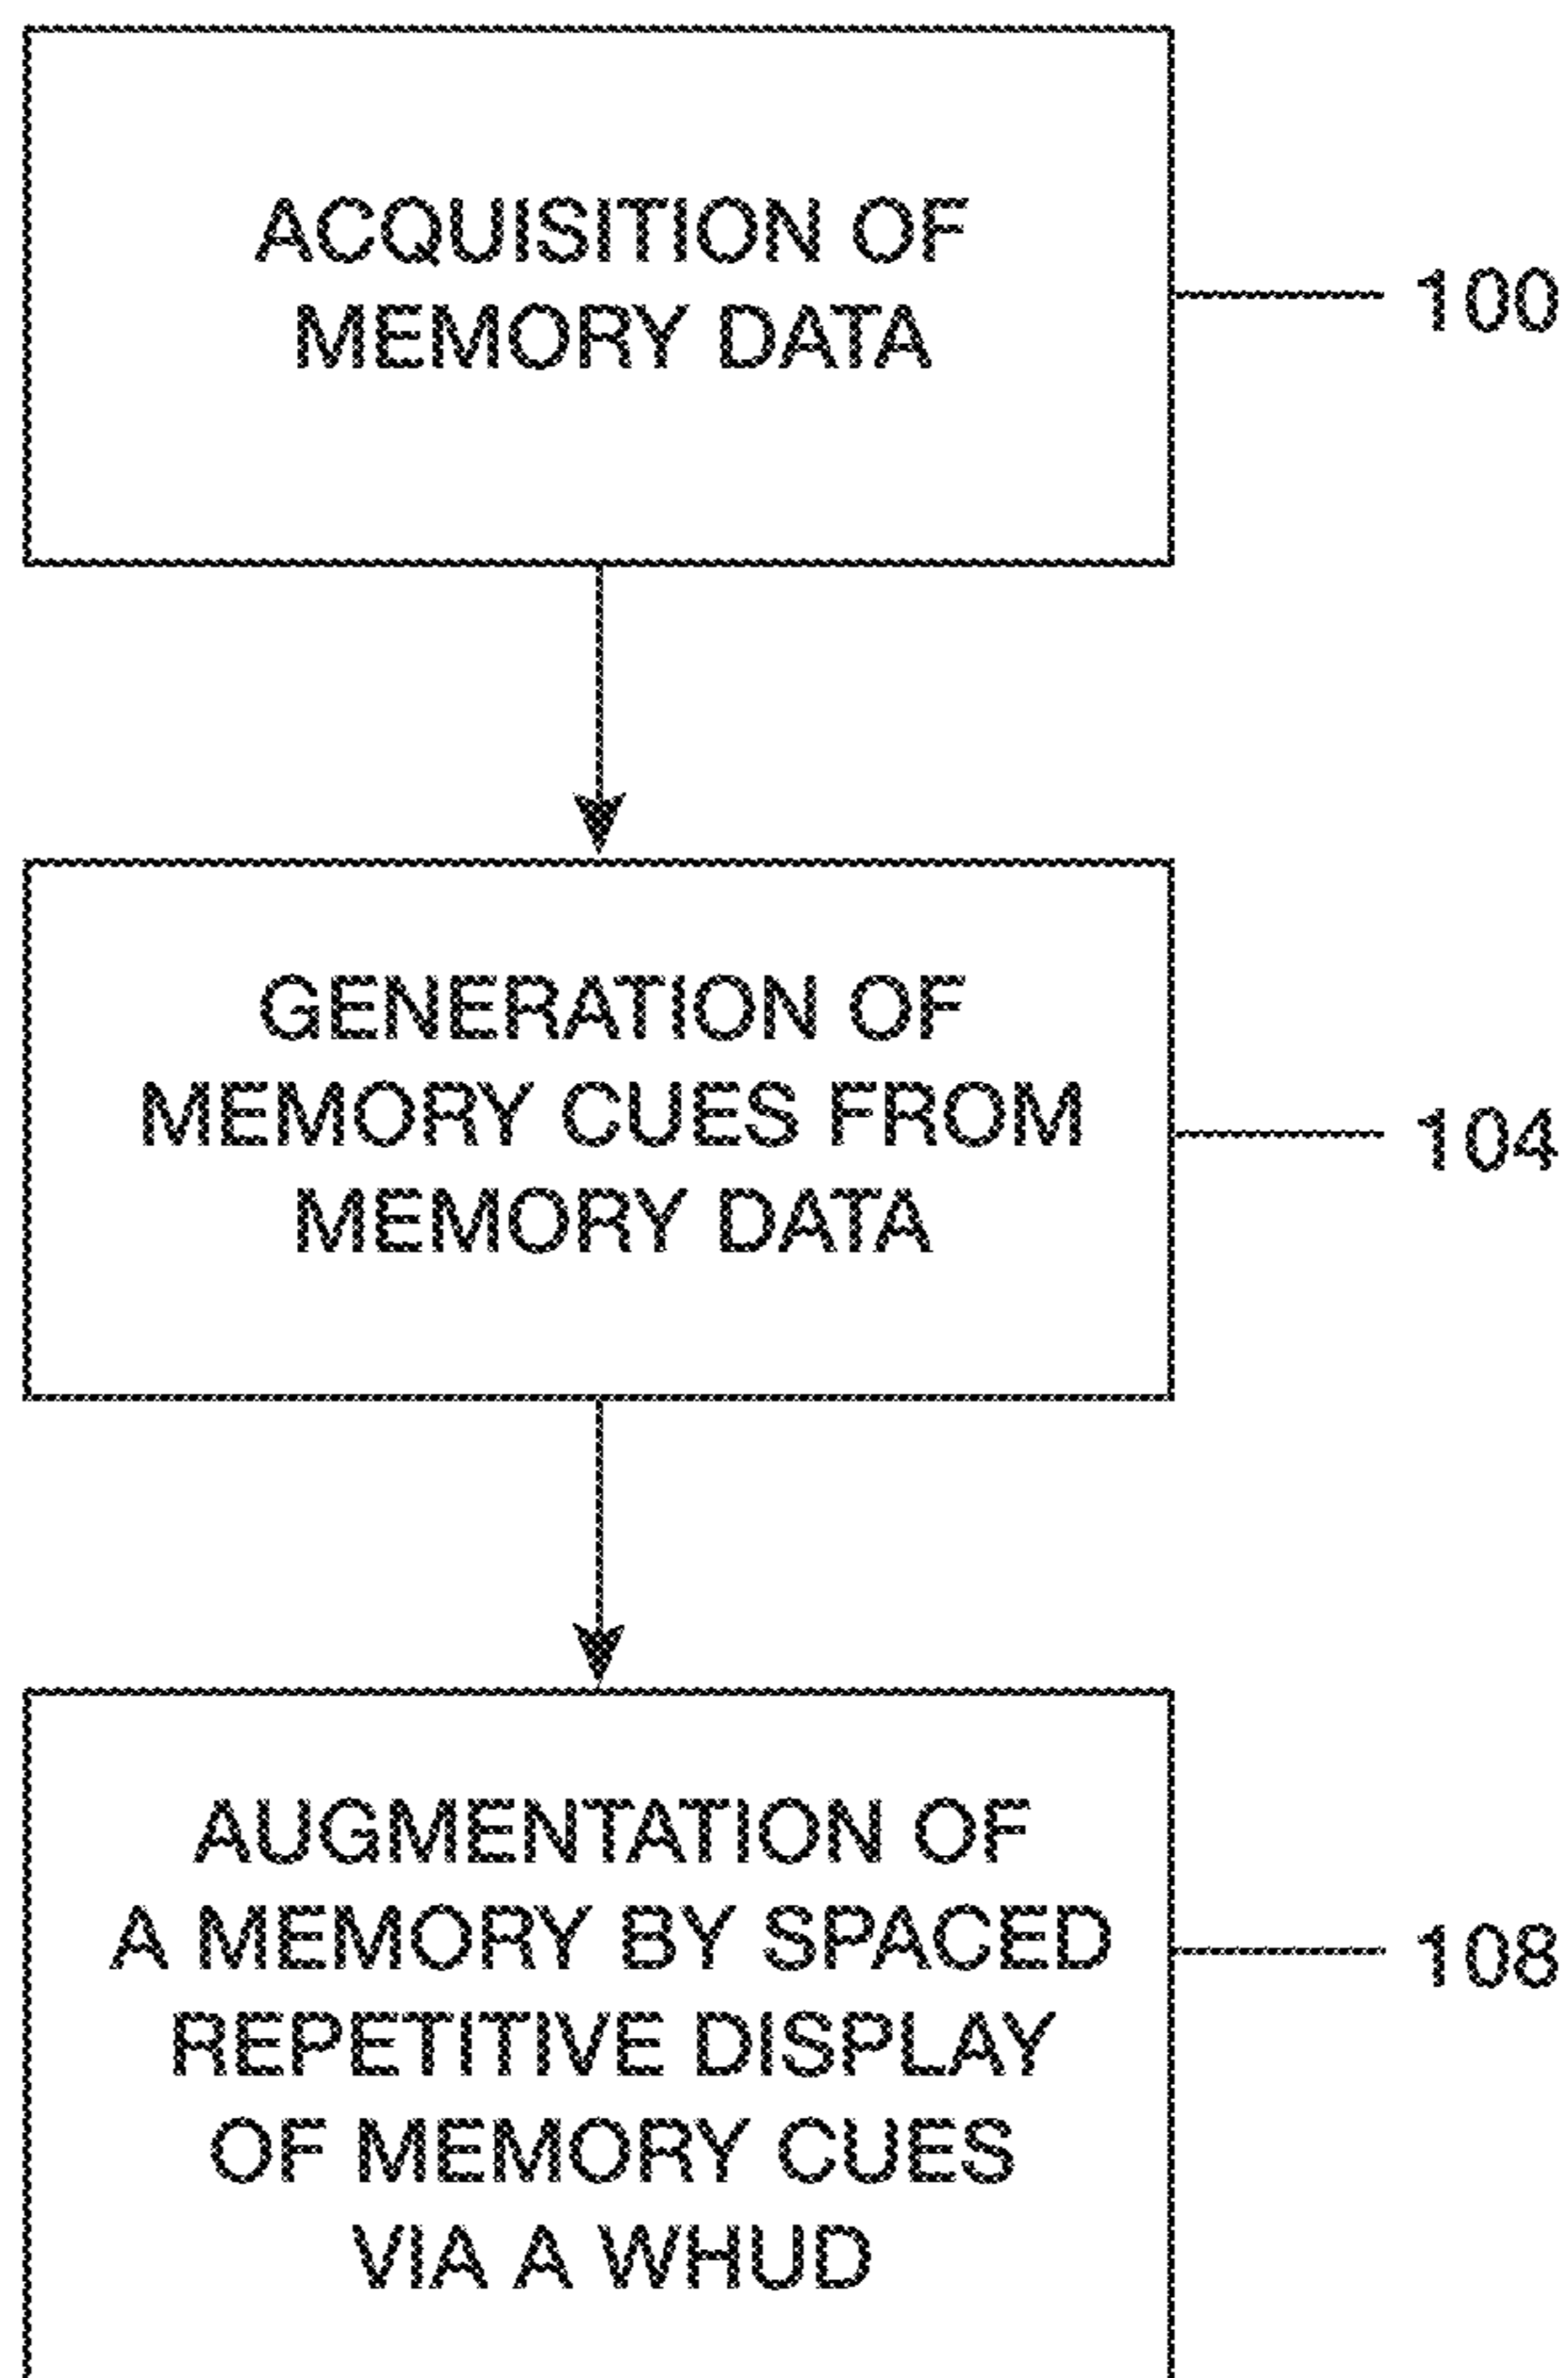 ACQUISITION OF
MEMORY DATA
100
GENERATION OF
MEMORY CUES FROM
MEMORY DATA
104
AUGMENTATION OF
A MEMORY BY SPACED
REPETITIVE DISPLAY
OF MEMORY CUES
VIA A WHUD
108